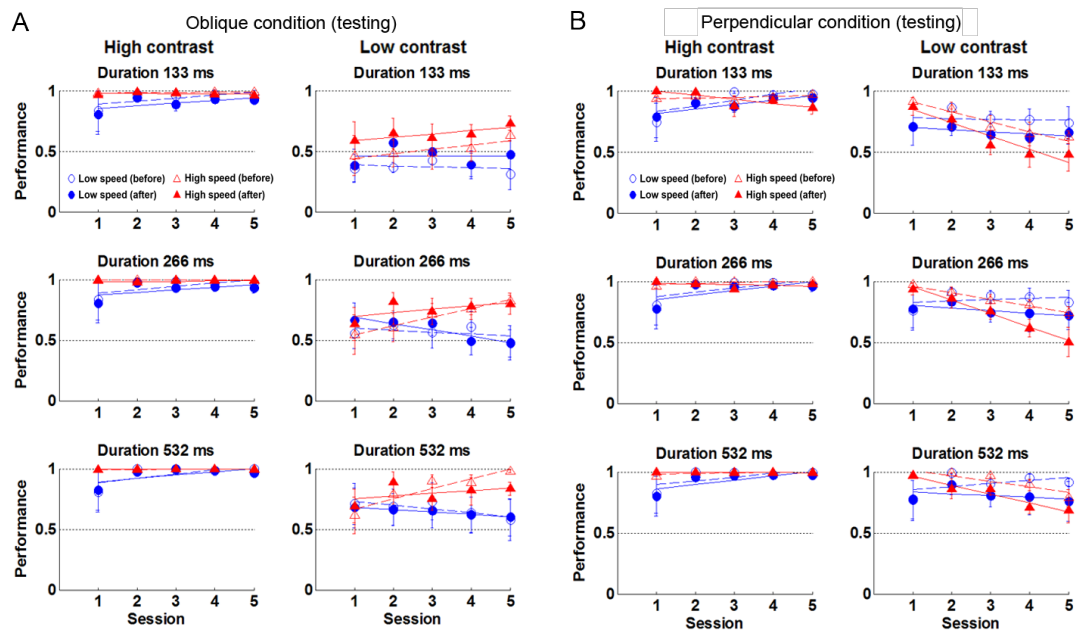 A
Oblique condition (testing)
High contrast
Low contrast
Duration 133 ms
Duration 133 ms
Performance
1
0.5
0
Low speed (before)
High speed (before)
Low speed (after)
High speed (after)
1 2 3 4 5
Performance
1
0.5
0
1 2 3 4 5
Duration 266 ms
Duration 266 ms
Performance
1
0.5
0
1 2 3 4 5
Performance
1
0.5
0
1 2 3 4 5
Duration 532 ms
Duration 532 ms
Performance
1
0.5
0
1 2 3 4 5
Session
Performance
1
0.5
0
1 2 3 4 5
Session
B
Perpendicular condition (testing)
High contrast
Low contrast
Duration 133 ms
Duration 133 ms
Performance
1
0.5
0
Low speed (before)
High speed (before)
Low speed (after)
High speed (after)
1 2 3 4 5
Performance
1
0.5
0
1 2 3 4 5
Duration 266 ms
Duration 266 ms
Performance
1
0.5
0
1 2 3 4 5
Performance
1
0.5
0
1 2 3 4 5
Duration 532 ms
Duration 532 ms
Performance
1
0.5
0
1 2 3 4 5
Session
Performance
1
0.5
0
1 2 3 4 5
Session